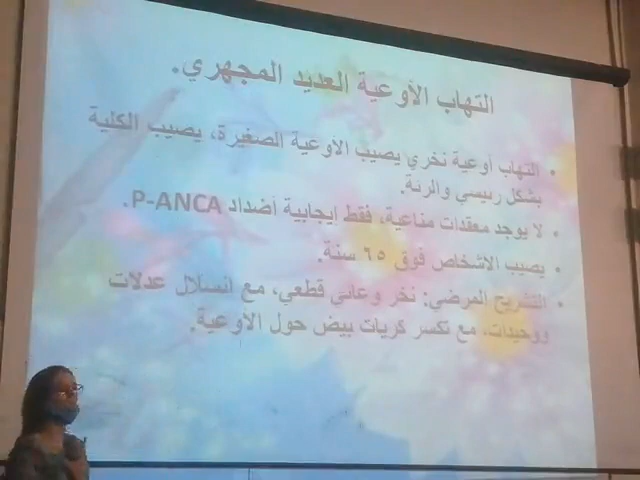 التهاب الأوعية العديد المجهري.
• التهاب أوعية نخري يصيب الاوعية الصغيرة، يصيب الكلية
بشكل رئيسي والرئة.
• لا يوجد معقدات مناعية، فقط ايجابية أضداد P-ANCA.
• يصيب الاشخاص فوق ٦٥ سنة.
• التشريح المرضي: نخر وعائي قطعي، مع انسلال عدلات
ووحيدات، مع تكسر كريات بيض حول الأوعية.